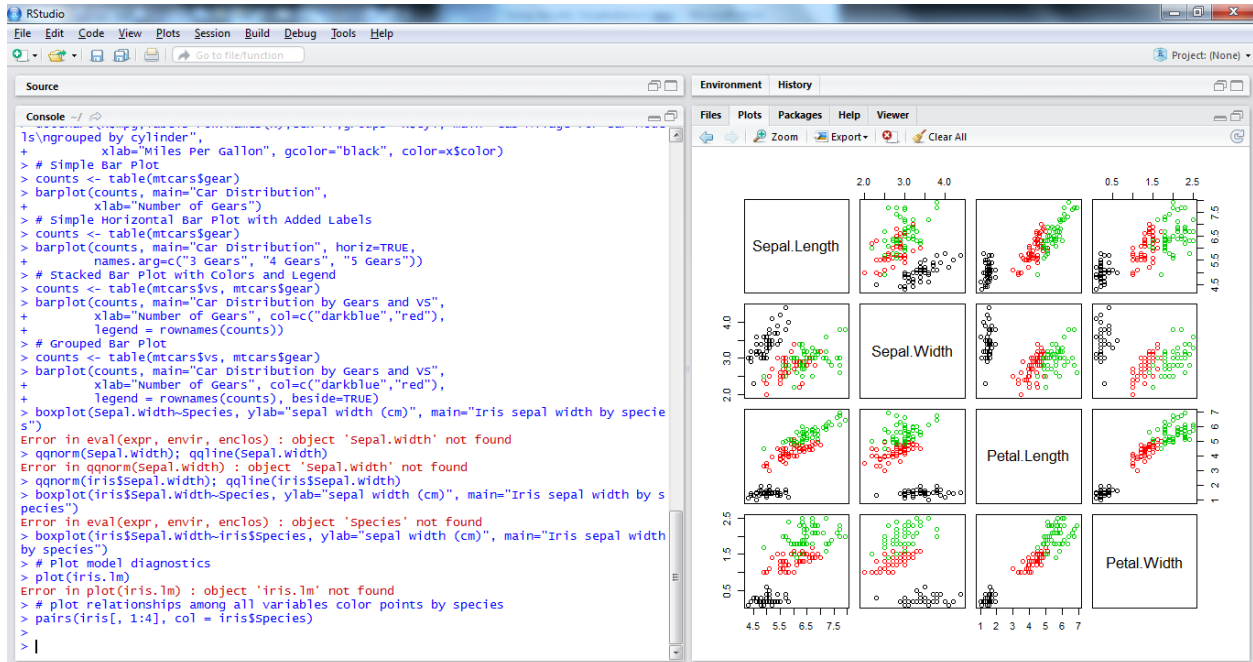 RStudio
File Edit Code View Plots Session Build Debug Tools Help
Go to file/function
Project: (None)
Source
Console ~/
ls\ngrouped by cylinder",
+ xlab="Miles Per Gallon", gcolor="black", color=x$color)
> # Simple Bar Plot
> counts <- table(mtcars$gear)
> barplot(counts, main="Car Distribution",
+ xlab="Number of Gears")
> # Simple Horizontal Bar Plot with Added Labels
> counts <- table(mtcars$gear)
> barplot(counts, main="Car Distribution", horiz=TRUE,
+ names.arg=c("3 Gears", "4 Gears", "5 Gears"))
> # Stacked Bar Plot with Colors and Legend
> counts <- table(mtcars$vs, mtcars$gear)
> barplot(counts, main="Car Distribution by Gears and VS",
+ xlab="Number of Gears", col=c("darkblue","red"),
+ legend = rownames(counts))
> # Grouped Bar Plot
> counts <- table(mtcars$vs, mtcars$gear)
> barplot(counts, main="Car Distribution by Gears and VS",
+ xlab="Number of Gears", col=c("darkblue","red"),
+ legend = rownames(counts), beside=TRUE)
> boxplot(Sepal.Width~Species, ylab="sepal width (cm)", main="Iris sepal width by specie
s")
Error in eval(expr, envir, enclos) : object 'Sepal.Width' not found
> qqnorm(Sepal.Width); qqline(Sepal.Width)
Error in qqnorm(Sepal.Width) : object 'Sepal.Width' not found
> qqnorm(iris$Sepal.Width); qqline(iris$Sepal.Width)
> boxplot(iris$Sepal.Width~Species, ylab="sepal width (cm)", main="Iris sepal width by s
pecies")
Error in eval(expr, envir, enclos) : object 'Species' not found
> boxplot(iris$Sepal.Width~iris$Species, ylab="sepal width (cm)", main="Iris sepal width
by species")
> # Plot model diagnostics
> plot(iris.lm)
Error in plot(iris.lm) : object 'iris.lm' not found
> # plot relationships among all variables color points by species
> pairs(iris[, 1:4], col = iris$Species)
>
>
Environment History
Files Plots Packages Help Viewer
Zoom Export Clear All
2.0 3.0 4.0
0.5 1.5 2.5
Sepal.Length
4.5 5.5 6.5 7.5
2.0 3.0 4.0
Sepal.Width
Petal.Length
1 2 3 4 5 6 7
0.5 1.5 2.5
Petal.Width
4.5 5.5 6.5 7.5
1 2 3 4 5 6 7